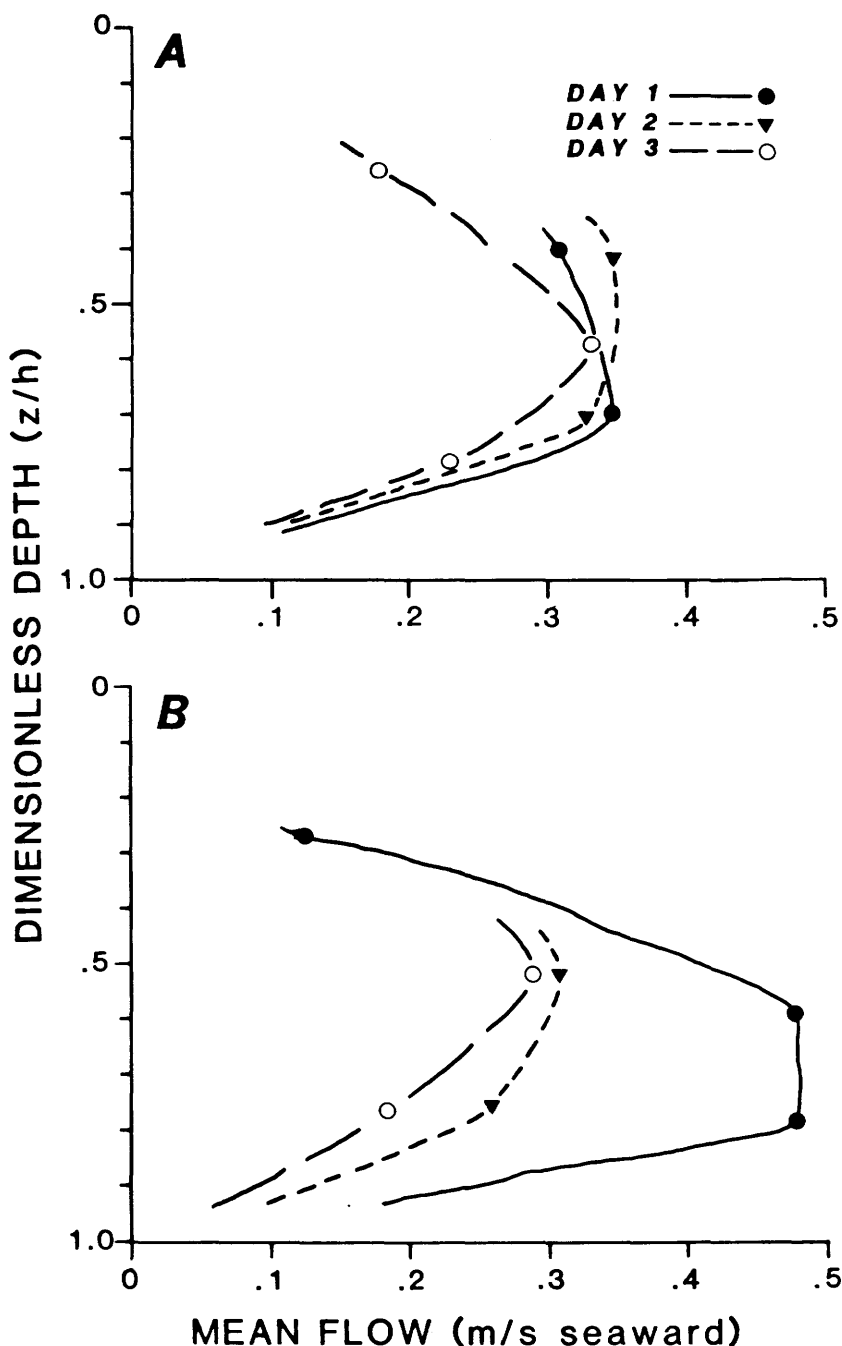 A
0
.5
1.0
0
.1
.2
.3
.4
.5
DAY 1
DAY 2
DAY 3
DIMENSIONLESS DEPTH (z/h)
B
0
.5
1.0
0
.1
.2
.3
.4
.5
MEAN FLOW (m/s seaward)